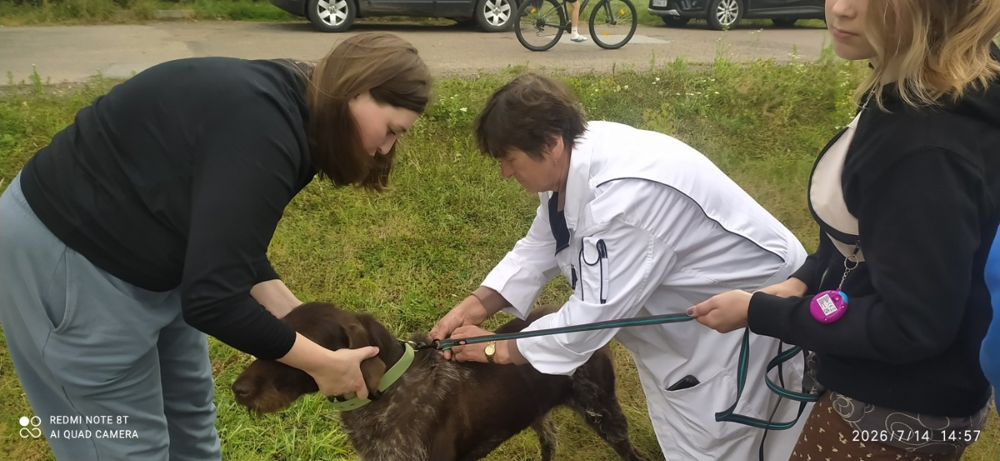 REDMI NOTE 8T
AI QUAD CAMERA
2026/7/14 14:57